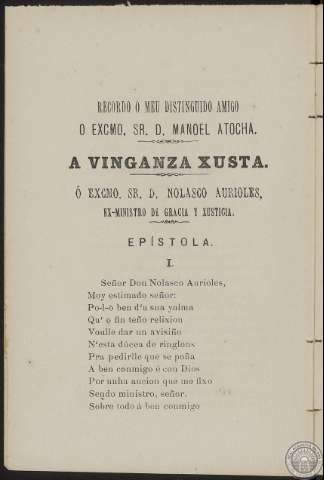 RECORDO O MEU DISTINGUIDO AMIGO
O EXCMO. SR. D. MANOEL ATOCHA.
A VINGANZA XUSTA.
Ó EXCMO. SR. D. NOLASCO AURIOLES,
EX-MINISTRO DE GRACIA Y XUSTICIA.
EPÍSTOLA.
I.
Señor Don Nolasco Aurioles,
Moy estimado señor:
Po-l-o ben d'a sua yalma
Qu' o fin teño relixion
Voulle dar un avisiño
N'esta dúcea de ringlons
Pra pedirlle que se poña
A ben conmigo é con Dios
Por unha aucion que me fixo
Sendo ministro, señor.
Sobre todo á ben conmigo